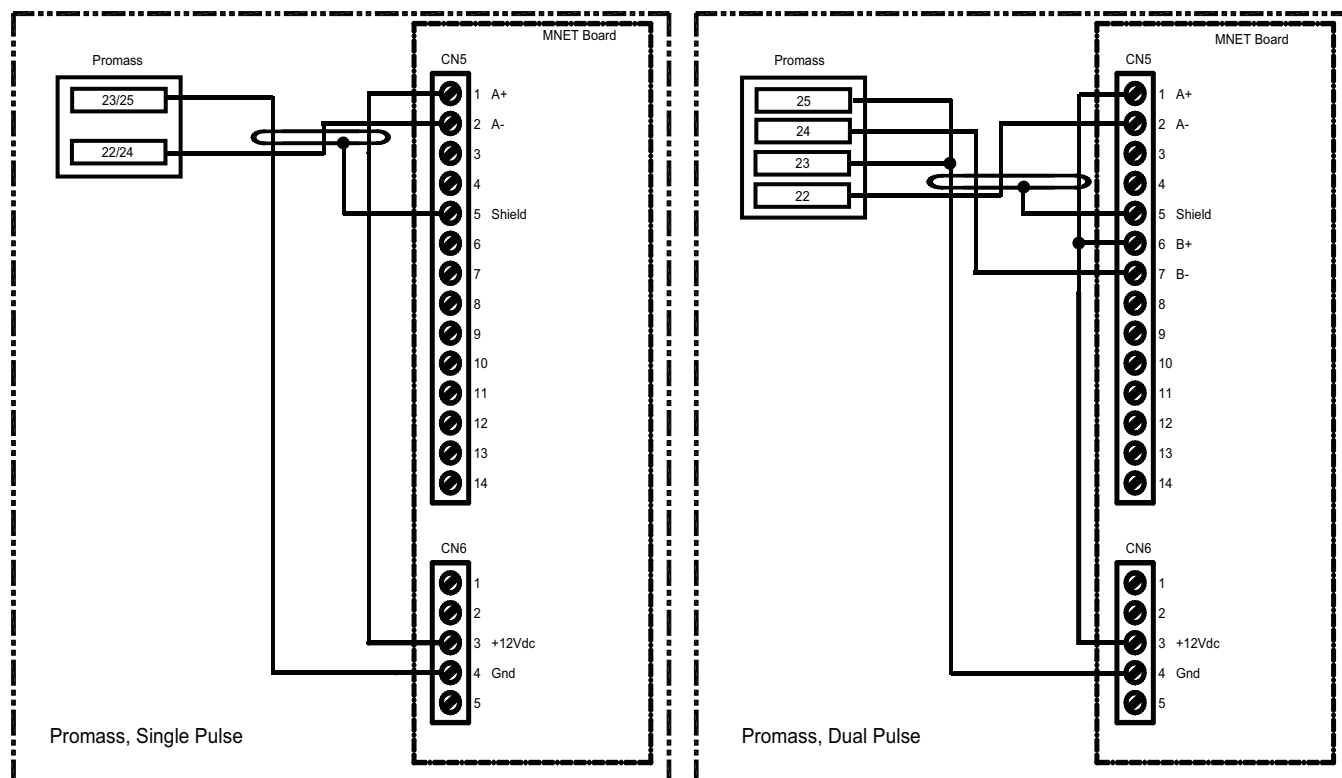 MNET Board
Promass
CN5
23/25
22/24
1 A+
2 A-
3
4
5 Shield
6
7
8
9
10
11
12
13
14
CN6
1
2
3 +12Vdc
4 Gnd
5
Promass, Single Pulse
MNET Board
Promass
CN5
25
24
23
22
1 A+
2 A-
3
4
5 Shield
6 B+
7 B-
8
9
10
11
12
13
14
CN6
1
2
3 +12Vdc
4 Gnd
5
Promass, Dual Pulse